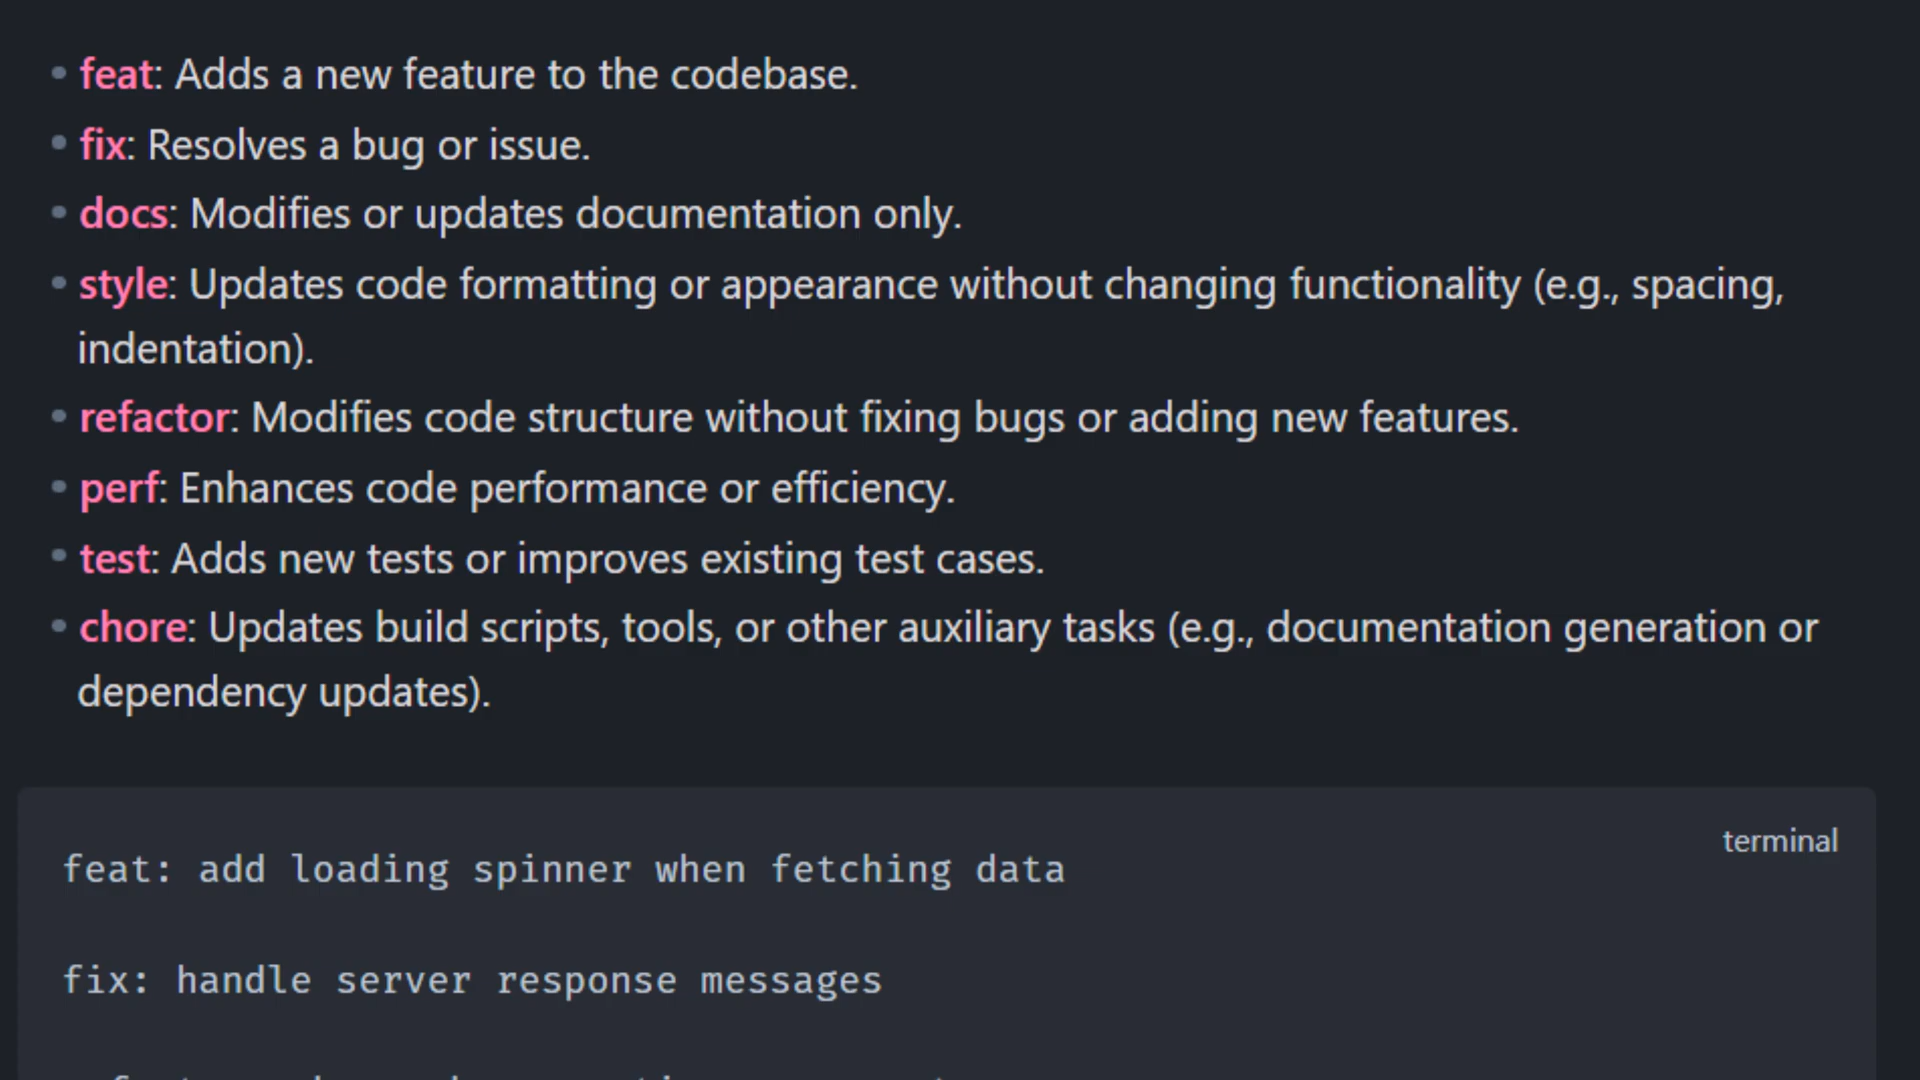 • feat: Adds a new feature to the codebase.
• fix: Resolves a bug or issue.
• docs: Modifies or updates documentation only.
• style: Updates code formatting or appearance without changing functionality (e.g., spacing,
indentation).
• refactor: Modifies code structure without fixing bugs or adding new features.
• perf: Enhances code performance or efficiency.
• test: Adds new tests or improves existing test cases.
• chore: Updates build scripts, tools, or other auxiliary tasks (e.g., documentation generation or
dependency updates).
terminal
feat: add loading spinner when fetching data
fix: handle server response messages